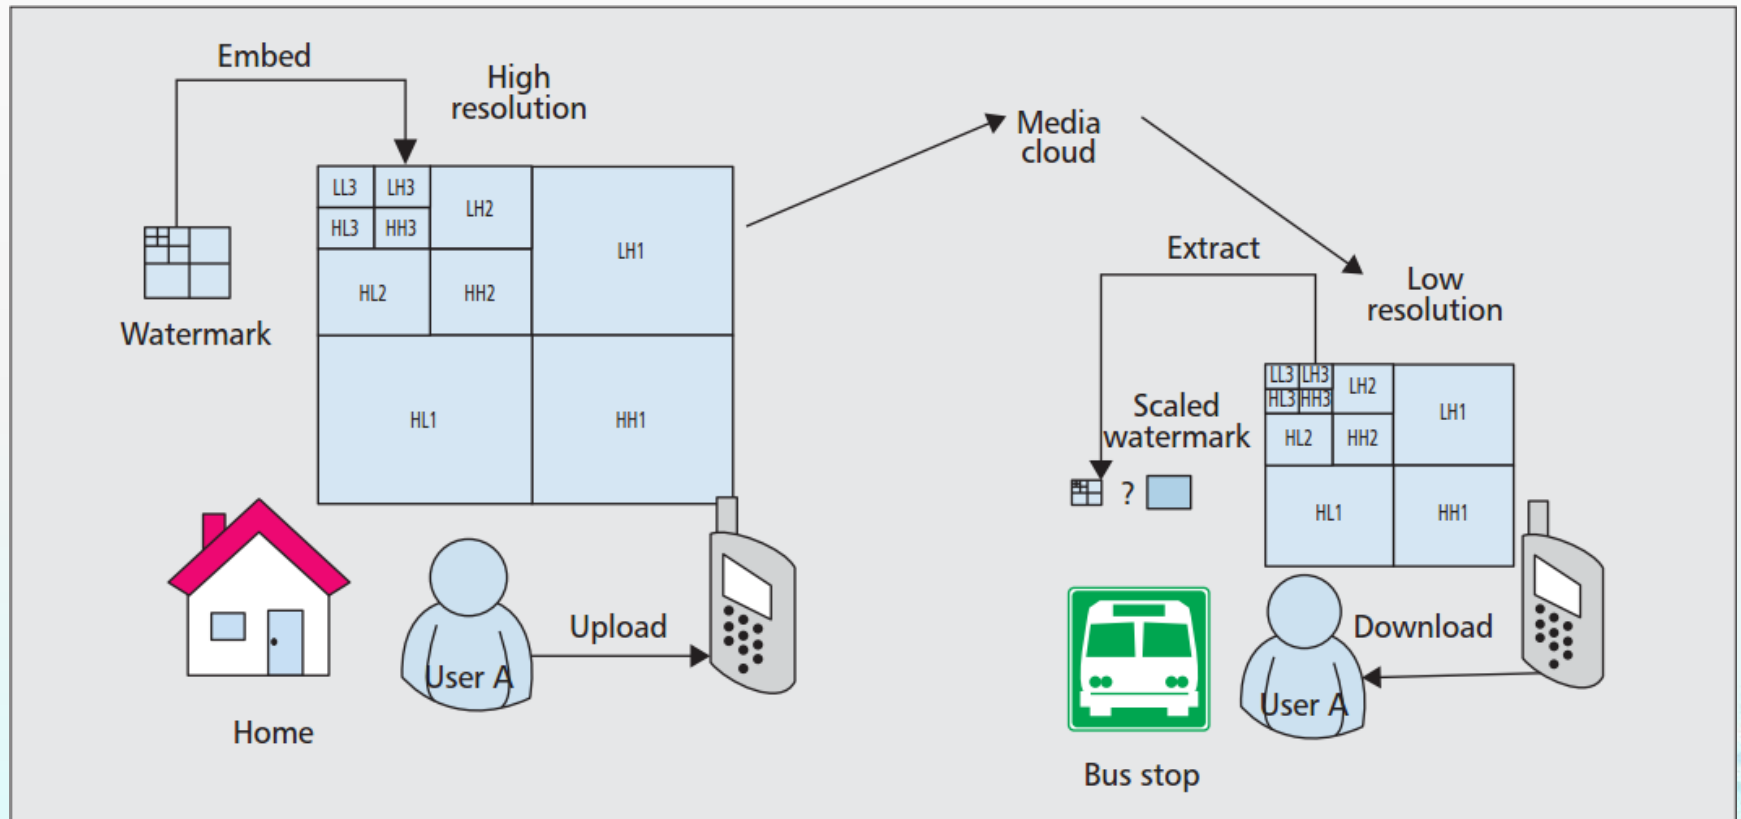 Embed
High
resolution
LL3
LH3
LH2
HL3
HH3
LH1
HL2
HH2
HL1
HH1
Watermark
Home
User A
Upload
Media
cloud
Extract
Low
resolution
LL3
LH3
LH2
HL3
HH3
LH1
HL2
HH2
HL1
HH1
Scaled
watermark
?
Bus stop
User A
Download